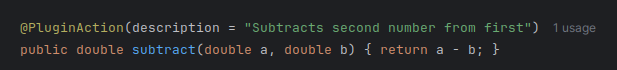 @PluginAction(description = "Subtracts second number from first") 1 usage
public double subtract(double a, double b) { return a - b; }